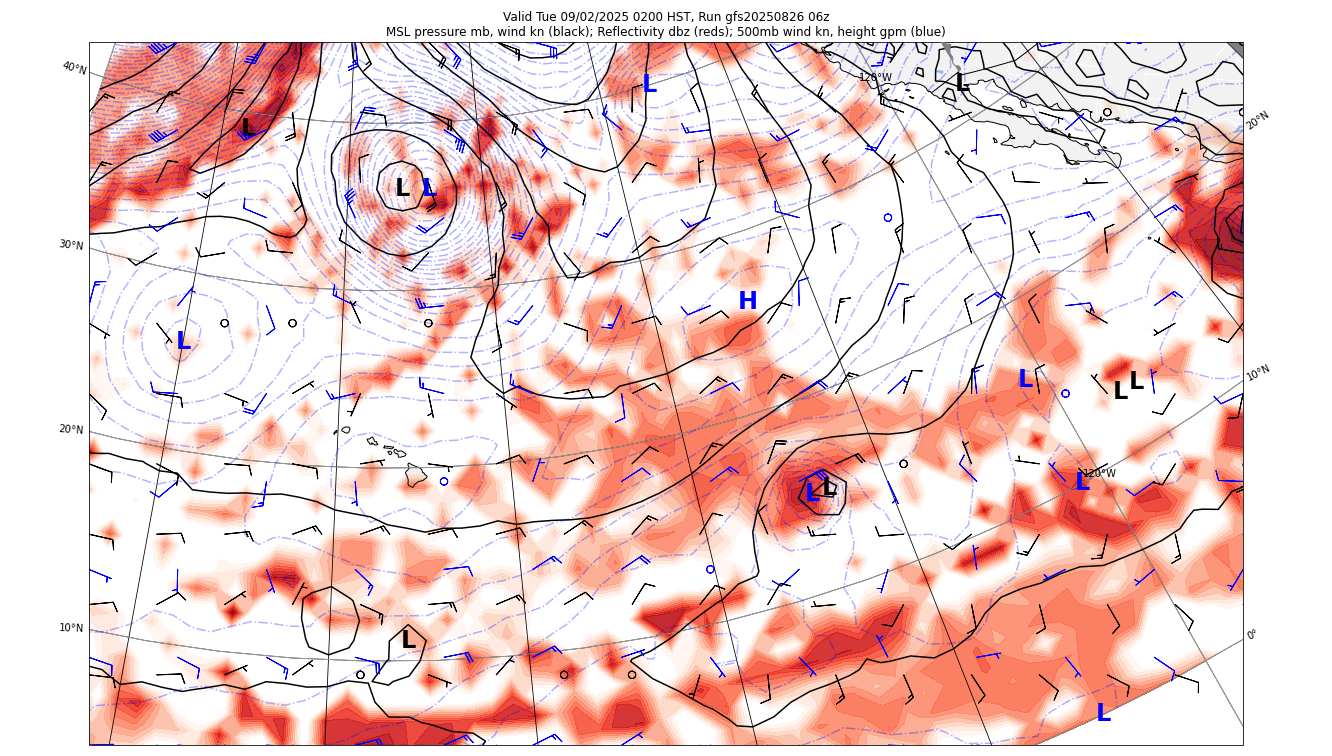 Valid Tue 09/02/2025 0200 HST, Run gfs20250826 06z
MSL pressure mb, wind kn (black); Reflectivity dbz (reds); 500mb wind kn, height gpm (blue)
40°N
L
L
120°W
L
20°N
L L
30°N
H
L
10°N
L
L L
20°N
120°W
L
L L
10°N
L
0°
L